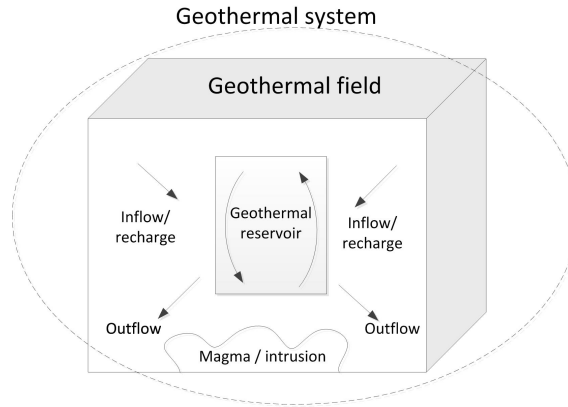 Geothermal system
Geothermal field
Inflow/
recharge
Geothermal
reservoir
Inflow/
recharge
Outflow
Outflow
Magma / intrusion